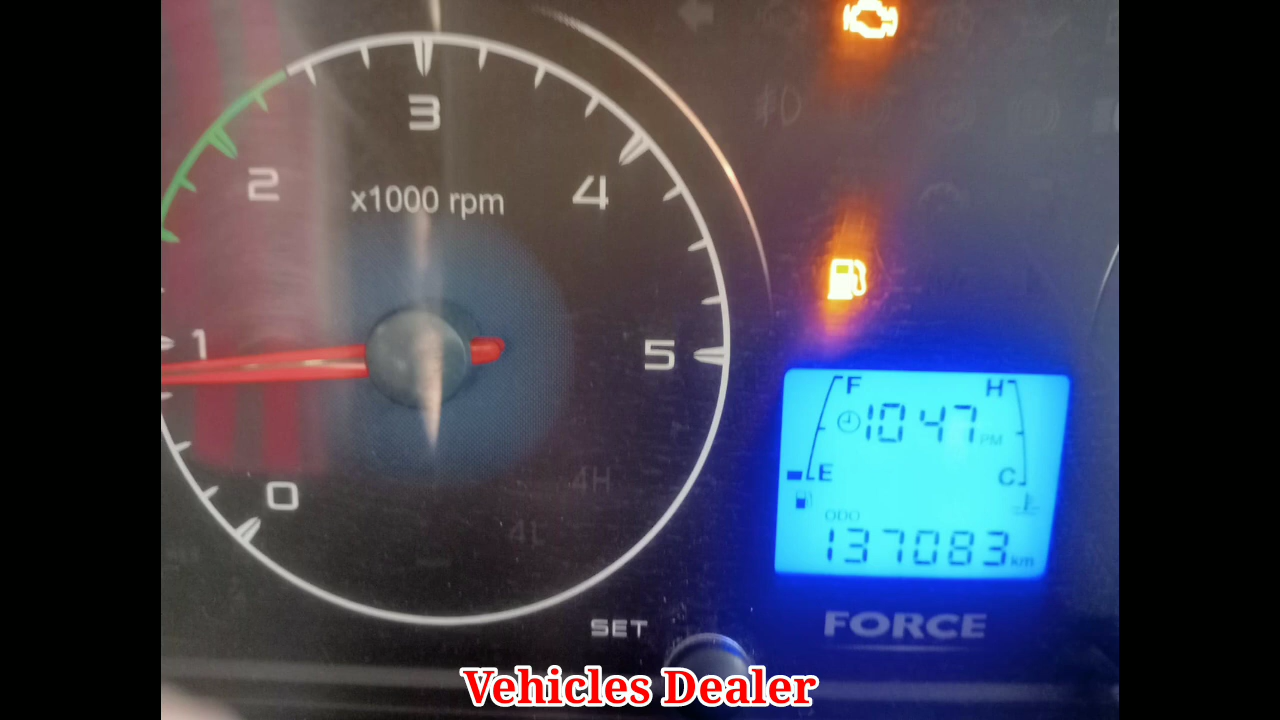 3
2
4
x1000 rpm
1
5
0
4H
4L
SET
F H
10 47 PM
E C
ODO
137083 km
FORCE
Vehicles Dealer